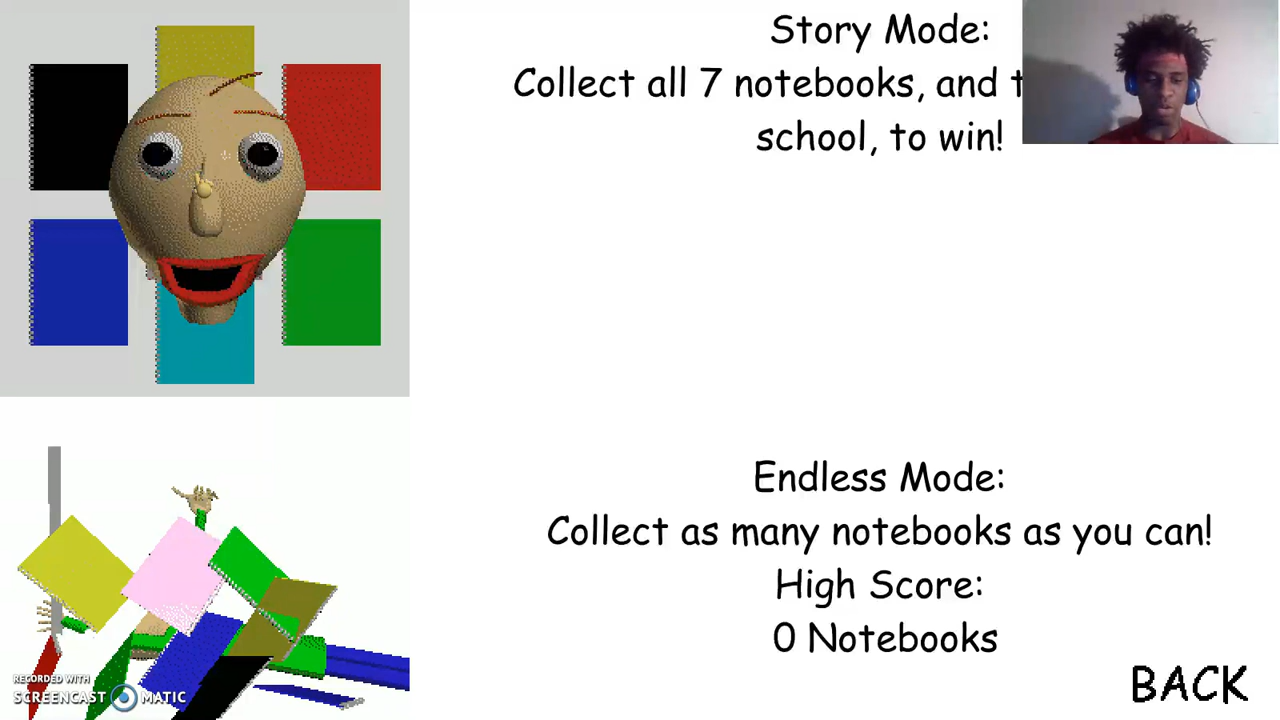 Story Mode:
Collect all 7 notebooks, and
school, to win!
Endless Mode:
Collect as many notebooks as you can!
High Score:
0 Notebooks
BACK
RECORDED WITH
SCREENCAST MATIC